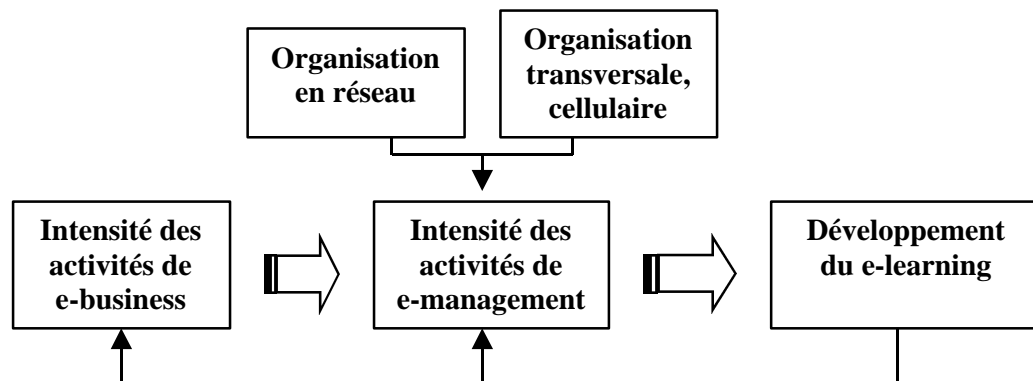 Organisation
en réseau
Organisation
transversale,
cellulaire
Intensité des
activités de
e-business
Intensité des
activités de
e-management
Développement
du e-learning